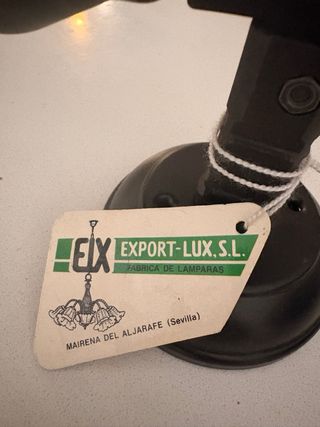 ELX EXPORT-LUX, S.L.
FABRICA DE LAMPARAS
MAIRENA DEL ALJARAFE (Sevilla)